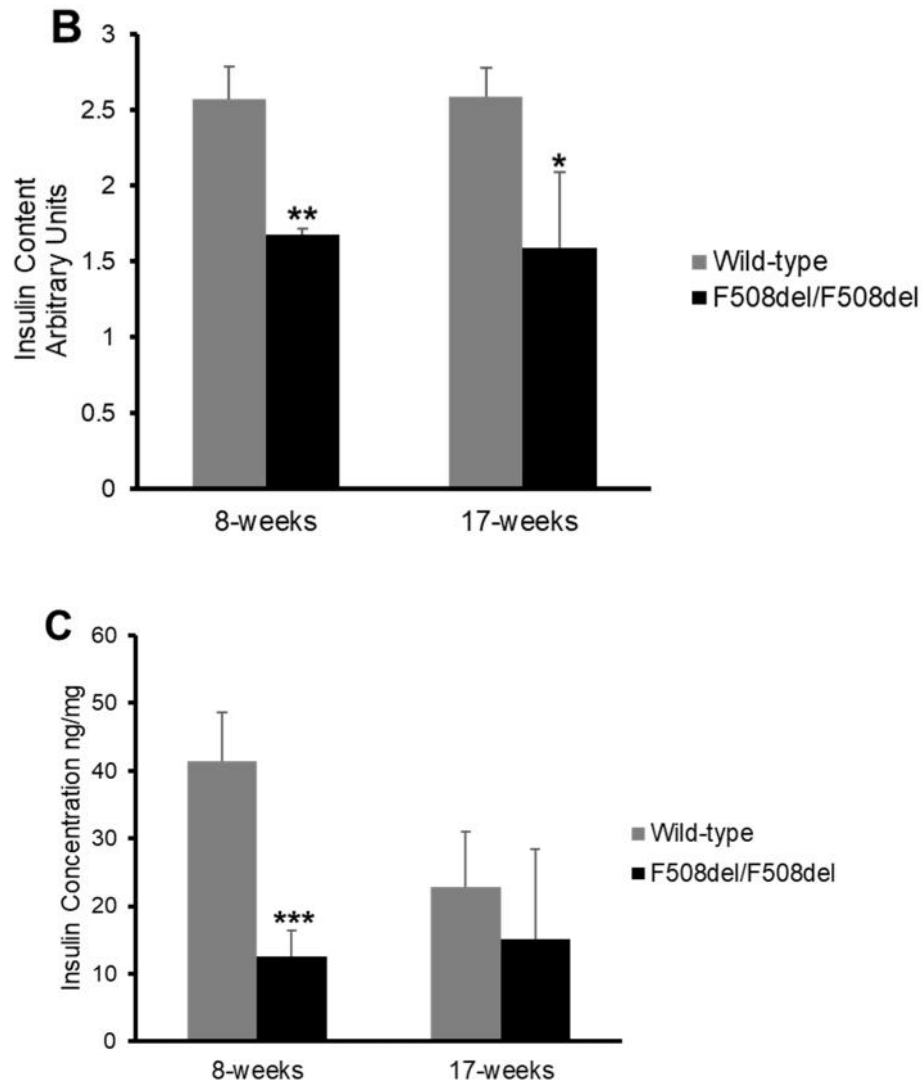 B
3
2.5
2
1.5
1
0.5
0
Insulin Content
Arbitrary Units
**
*
8-weeks
17-weeks
Wild-type
F508del/F508del
C
60
50
40
30
20
10
0
Insulin Concentration ng/mg
***
8-weeks
17-weeks
Wild-type
F508del/F508del